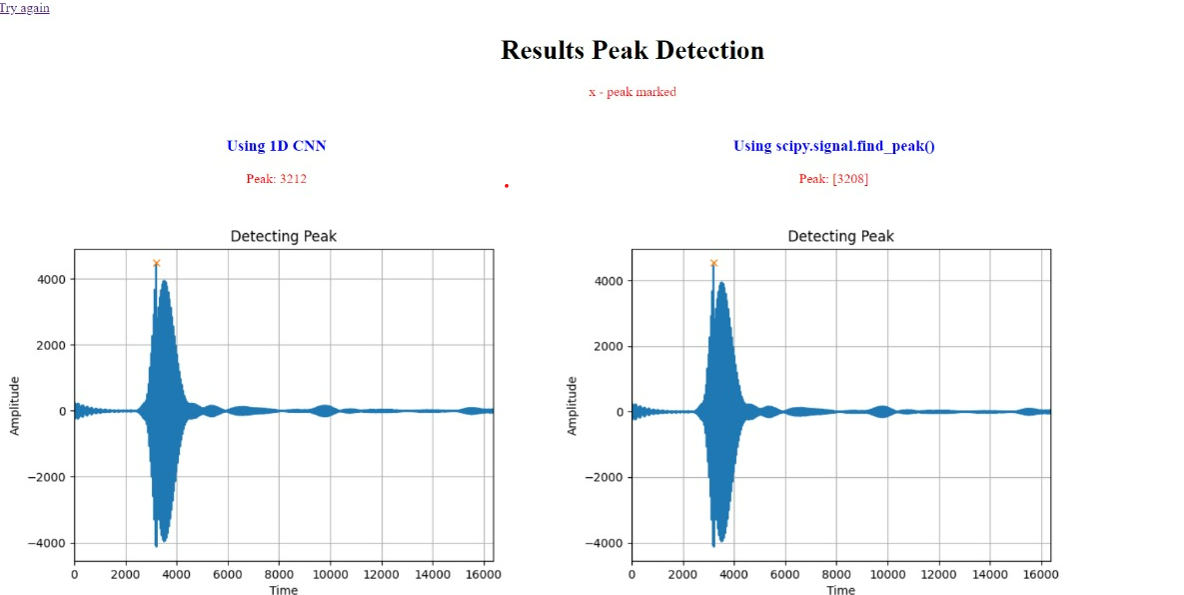 Try again
Results Peak Detection
x - peak marked
Using 1D CNN
Peak: 3212
Detecting Peak
4000
2000
0
−2000
−4000
Amplitude
0 2000 4000 6000 8000 10000 12000 14000 16000
Time
Using scipy.signal.find_peak()
Peak: [3208]
Detecting Peak
4000
2000
0
−2000
−4000
Amplitude
0 2000 4000 6000 8000 10000 12000 14000 16000
Time